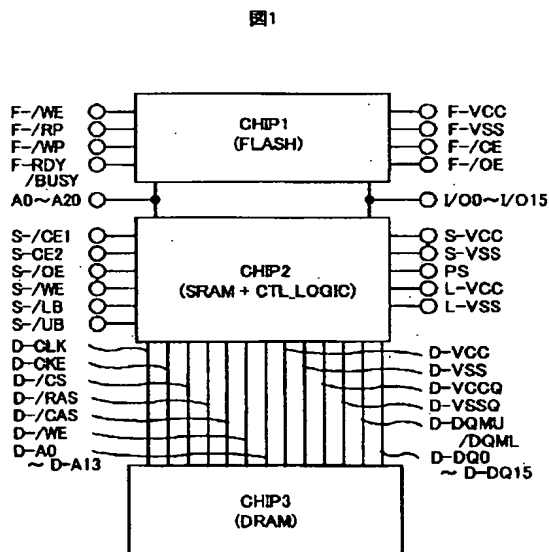 図1
F-/WE
F-/RP
F-/WP
F-RDY
/BUSY
A0～A20
CHIP1
(FLASH)
F-VCC
F-VSS
F-/CE
F-/OE
I/O0～I/O15
S-/CE1
S-CE2
S-/OE
S-/WE
S-/LB
S-/UB
CHIP2
(SRAM + CTL_LOGIC)
S-VCC
S-VSS
PS
L-VCC
L-VSS
D-CLK
D-CKE
D-/CS
D-/RAS
D-/CAS
D-/WE
D-A0
～ D-A13
D-VCC
D-VSS
D-VCCQ
D-VSSQ
D-DQMU
/DQML
D-DQ0
～ D-DQ15
CHIP3
(DRAM)